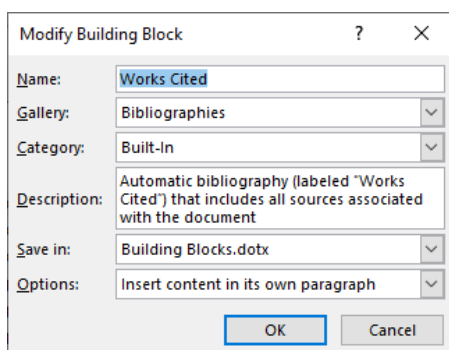 Modify Building Block ? ×
Name: Works Cited
Gallery: Bibliographies
Category: Built-In
Description: Automatic bibliography (labeled “Works
Cited”) that includes all sources associated
with the document
Save in: Building Blocks.dotx
Options: Insert content in its own paragraph
OK Cancel